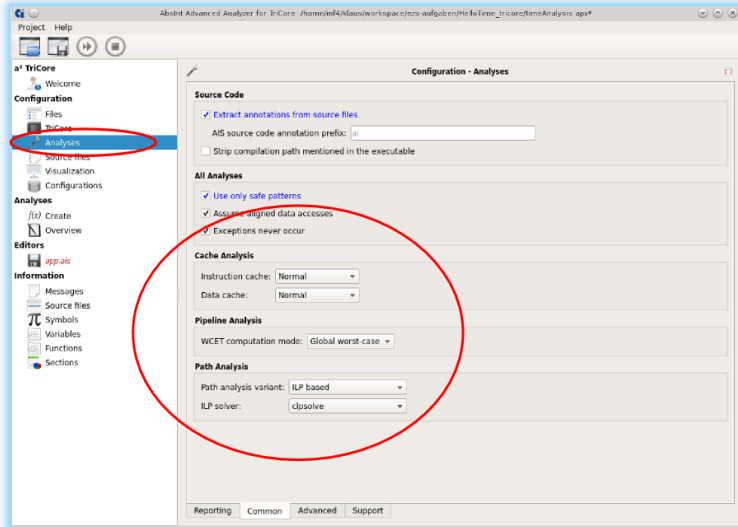 AbsInt Advanced Analyzer for TriCore: /home/inf4/klaus/workspace/ezs-aufgaben/HelloTime_tricore/timeAnalysis.apx*
Project Help
a³ TriCore
Welcome
Configuration
Files
TriCore
Analyses
Source files
Visualization
Configurations
Analyses
f(x) Create
Overview
Editors
app.ais
Information
Messages
Source files
Symbols
Variables
Functions
Sections
Configuration - Analyses
Source Code
Extract annotations from source files
AIS source code annotation prefix: ai
Strip compilation path mentioned in the executable
All Analyses
Use only safe patterns
Assume aligned data accesses
Exceptions never occur
Cache Analysis
Instruction cache: Normal
Data cache: Normal
Pipeline Analysis
WCET computation mode: Global worst-case
Path Analysis
Path analysis variant: ILP based
ILP solver: clpsolve
Reporting Common Advanced Support